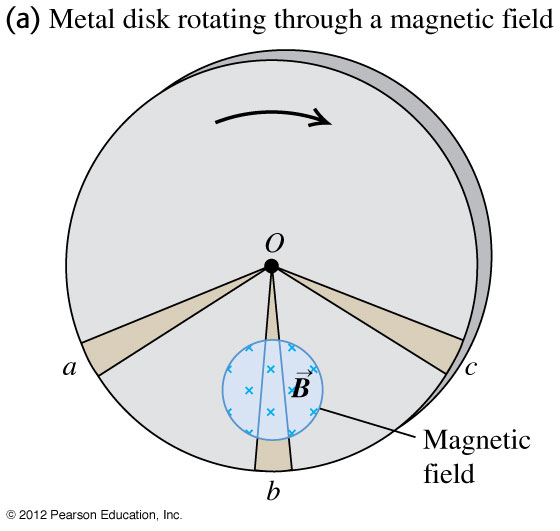 (a) Metal disk rotating through a magnetic field
O
a
c
B
Magnetic
field
b
© 2012 Pearson Education, Inc.